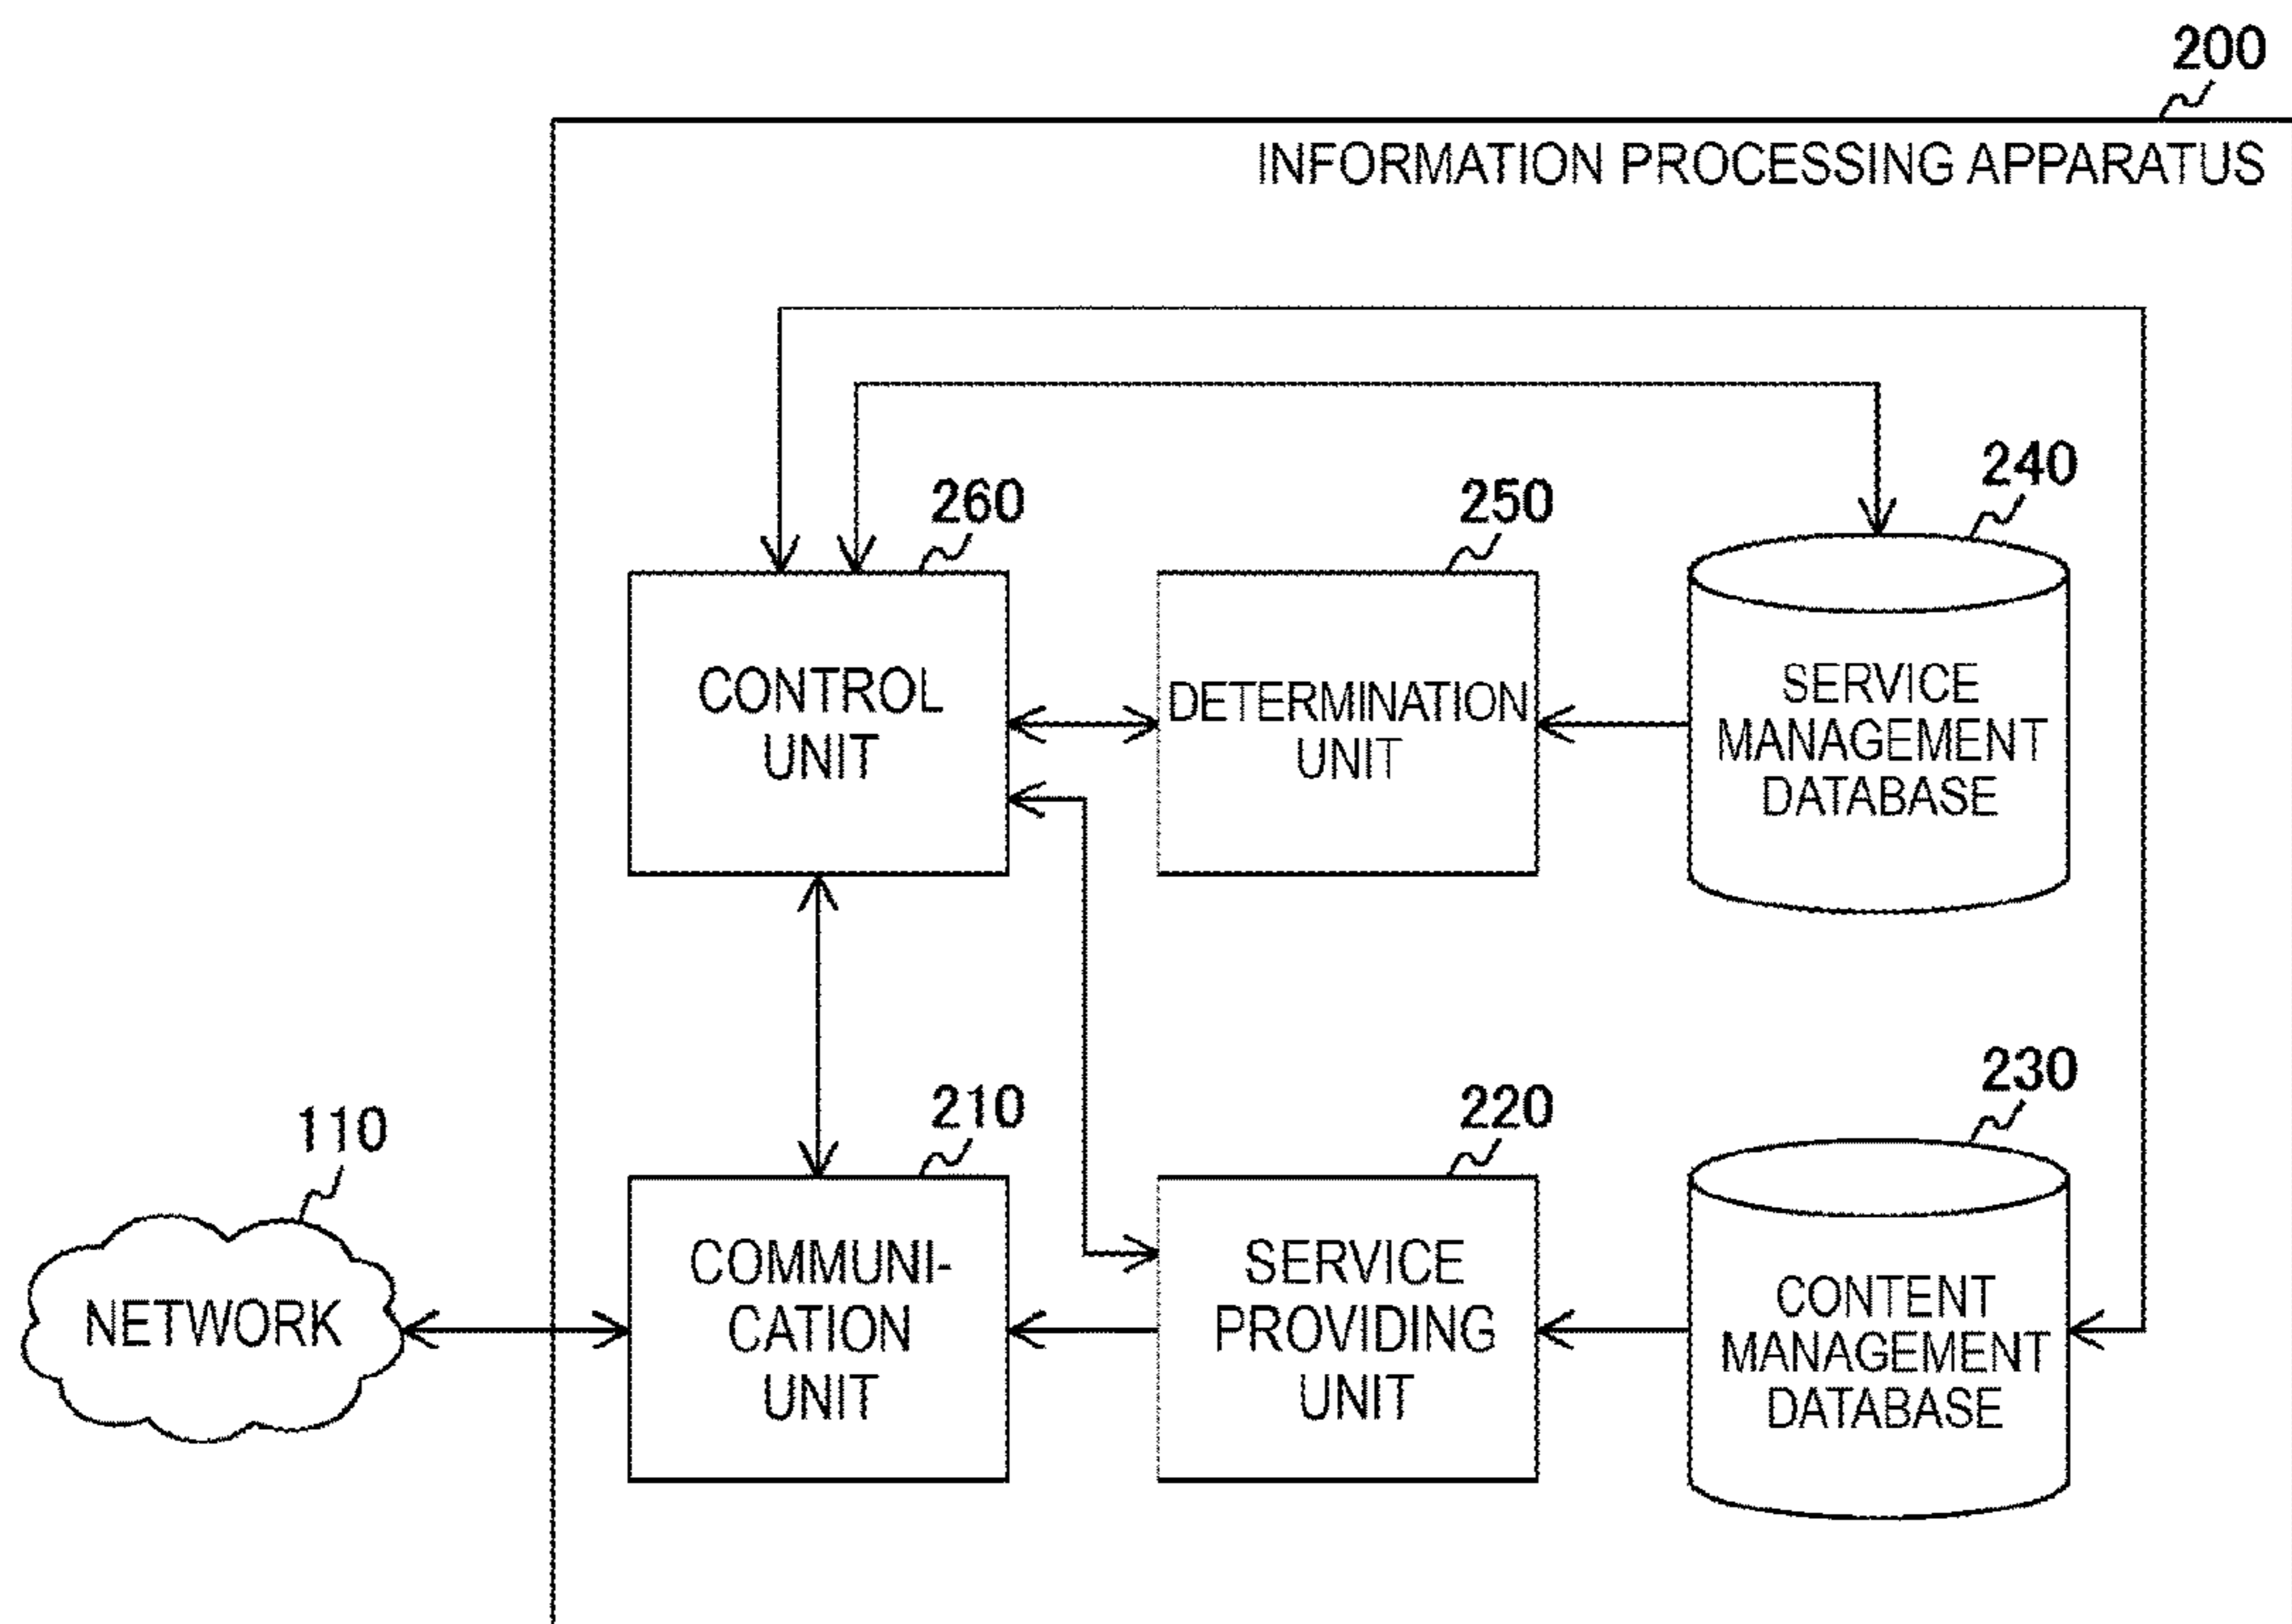 200
INFORMATION PROCESSING APPARATUS
260
250
240
CONTROL
UNIT
DETERMINATION
UNIT
SERVICE
MANAGEMENT
DATABASE
110
210
220
230
NETWORK
COMMUNI-
CATION
UNIT
SERVICE
PROVIDING
UNIT
CONTENT
MANAGEMENT
DATABASE